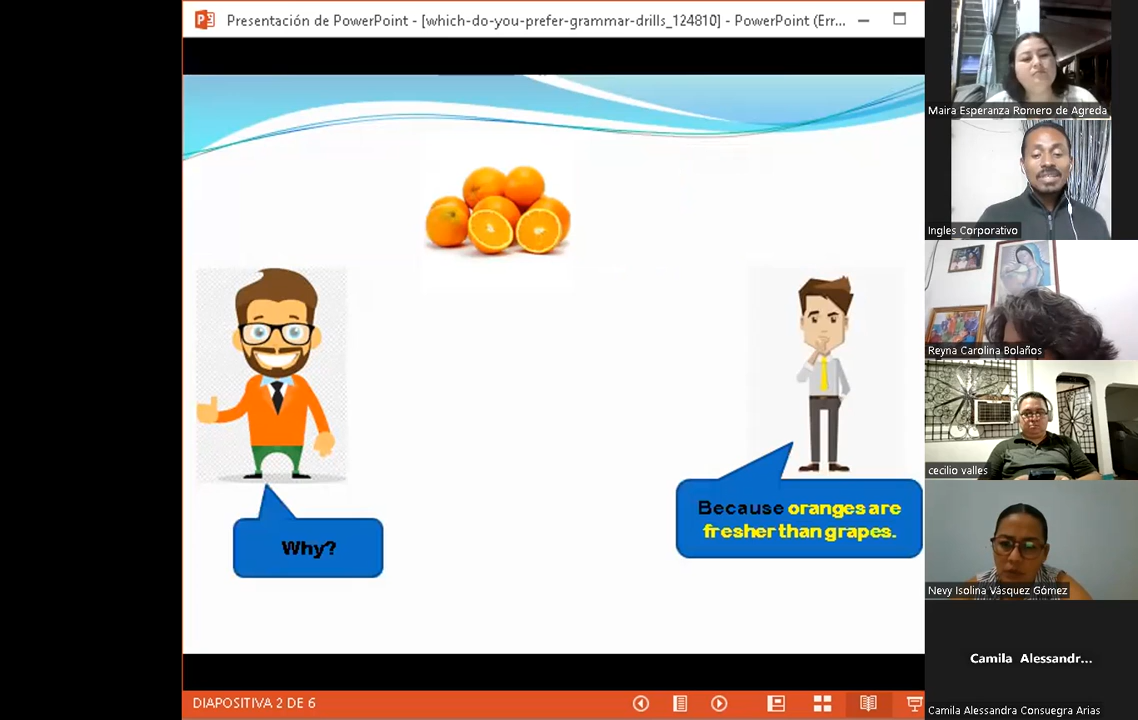 Presentación de PowerPoint - [which-do-you-prefer-grammar-drills_124810] - PowerPoint (Err...
Maira Esperanza Romero de Agreda
Ingles Corporativo
Reyna Carolina Bolaños
cecilio valles
Because oranges are
fresher than grapes.
Why?
Nevy Isolina Vásquez Gómez
Camila Alessandr...
DIAPOSITIVA 2 DE 6
Camila Alessandra Consuegra Arias